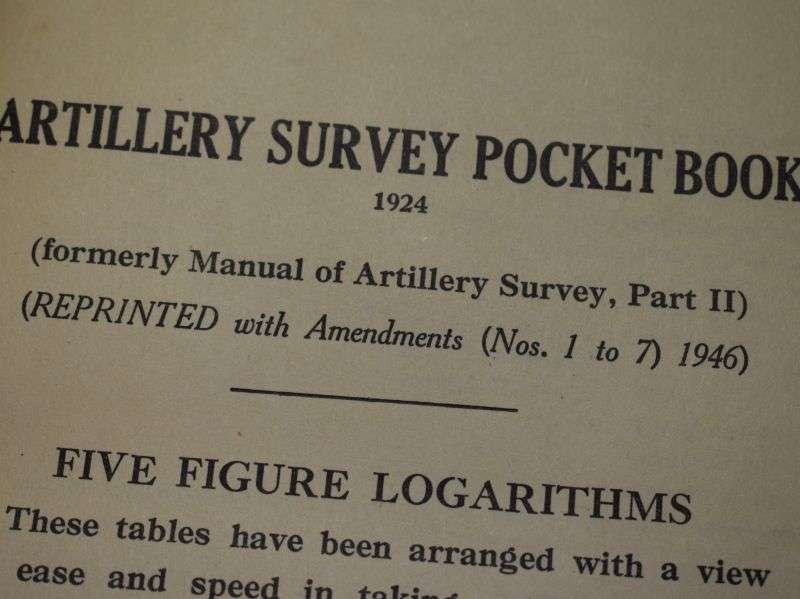 ARTILLERY SURVEY POCKET BOOK
1924
(formerly Manual of Artillery Survey, Part II)
(REPRINTED with Amendments (Nos. 1 to 7) 1946)
FIVE FIGURE LOGARITHMS
These tables have been arranged with a view
ease and speed in taking